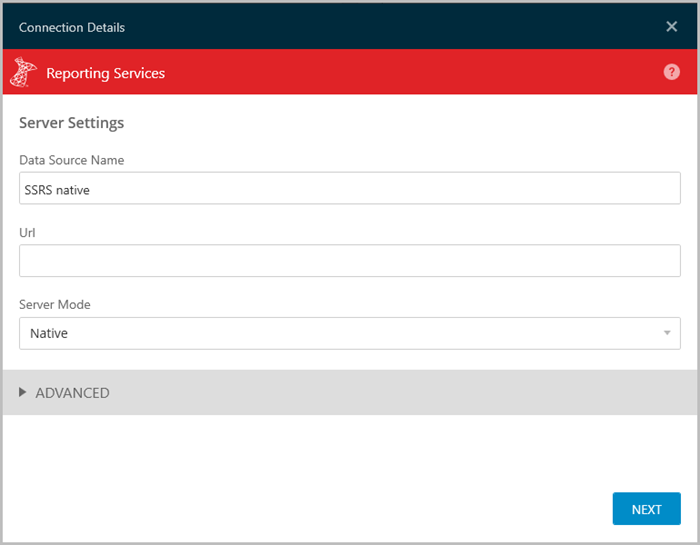 Connection Details
Reporting Services
?
Server Settings
Data Source Name
SSRS native
Url
Server Mode
Native
ADVANCED
NEXT